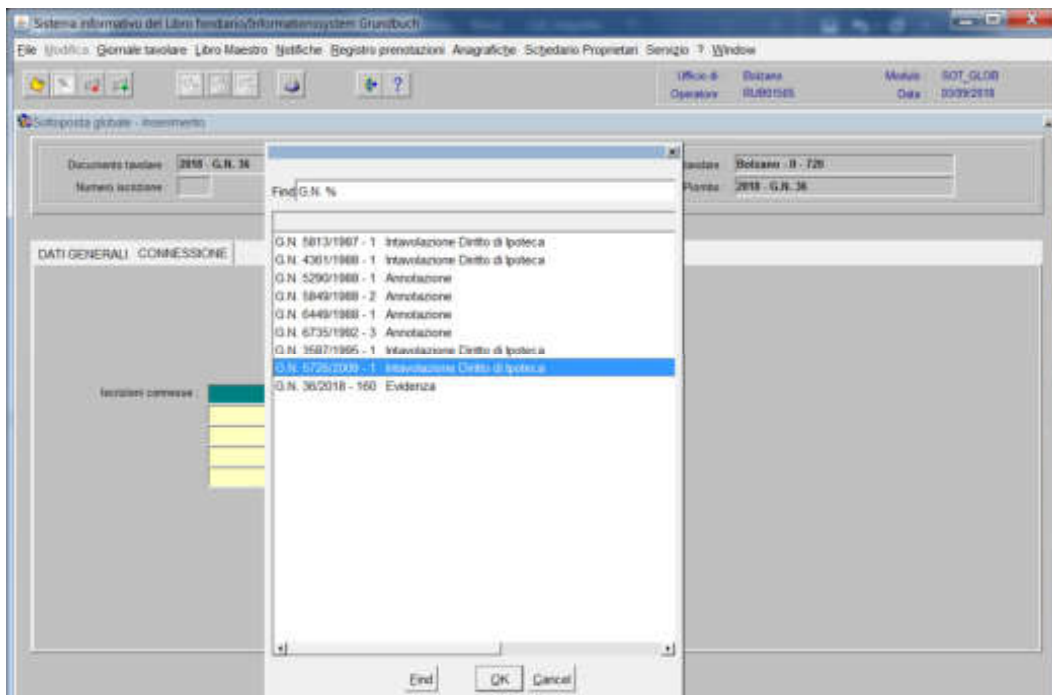 Sistema informativo del Libro fondiario/Informationssystem Grundbuch
File Modifica Giornale tavolare Libro Maestro Notifiche Registro prenotazioni Anagrafiche Schedario Proprietari Servizio ? Window
Ufficio di Bolzano Modulo SOT_GLOB
Operatore Data 03/09/2018
Sottoposta globale - Inserimento
Documento tavolare 2018 - G.N. 36 tavolare Bolzano - II - 720
Numero iscrizione Piombo 2018 - G.N. 36
Find G.N. %
DATI GENERALI CONNESSIONE
G.N. 5813/1987 - 1 Intavolazione Diritto di Ipoteca
G.N. 4361/1988 - 1 Intavolazione Diritto di Ipoteca
G.N. 5290/1988 - 1 Annotazione
G.N. 5849/1988 - 2 Annotazione
G.N. 6449/1988 - 1 Annotazione
G.N. 6735/1992 - 3 Annotazione
G.N. 3587/1995 - 1 Intavolazione Diritto di Ipoteca
G.N. 5726/2009 - 1 Intavolazione Diritto di Ipoteca
G.N. 36/2018 - 160 Evidenza
Iscrizioni connesse :
Find OK Cancel